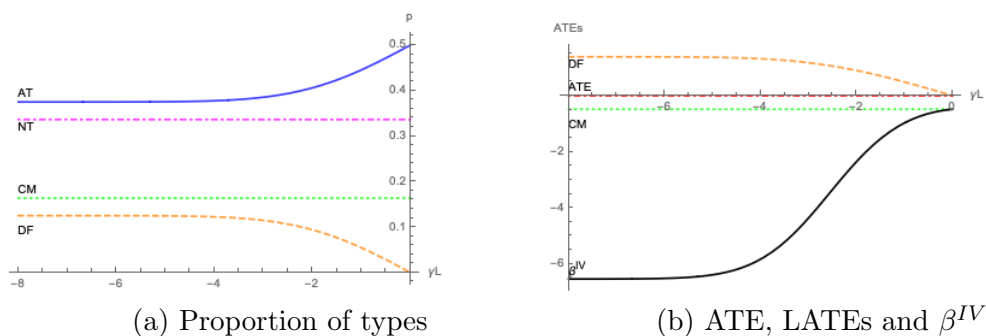 p
0.5
AT
0.4
NT
0.3
CM
0.2
DF
0.1
-8
-6
-4
-2
γL
(a) Proportion of types
ATEs
DF
ATE
-6
-4
-2
0
γL
CM
-2
-4
-6
β^IV
(b) ATE, LATEs and β^IV